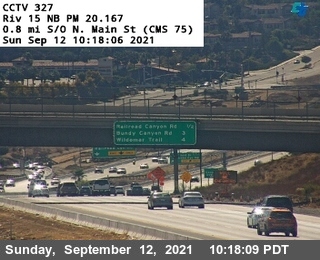 CCTV 327
Riv 15 NB PM 20.167
0.8 mi S/O N. Main St (CMS 75)
Sun Sep 12 10:18:06 2021
Railroad Canyon Rd
Bundy Canyon Rd 3
Wildomar Trail 4
Sunday, September 12, 2021 10:18:09 PDT